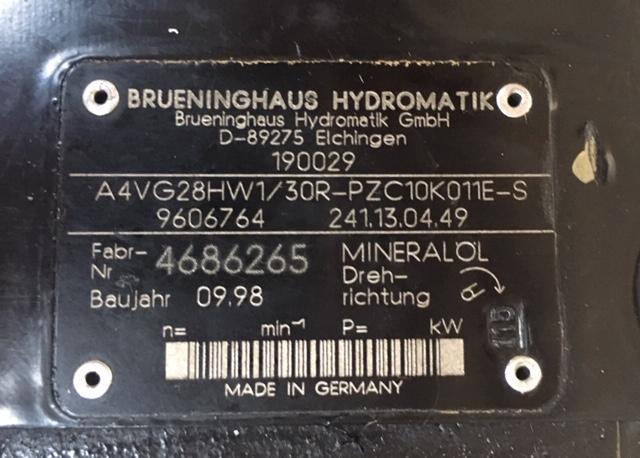 BRUENINGHAUS HYDROMATIK
Brueninghaus Hydromatik GmbH
D-89275 Elchingen
190029
A4VG28HW1/30R-PZC10K011E-S
9606764 241.13.04.49
Fabr-Nr 4686265 MINERALÖL
Baujahr 09.98 Dreh-richtung R
115
n= min⁻¹ P= kW
MADE IN GERMANY